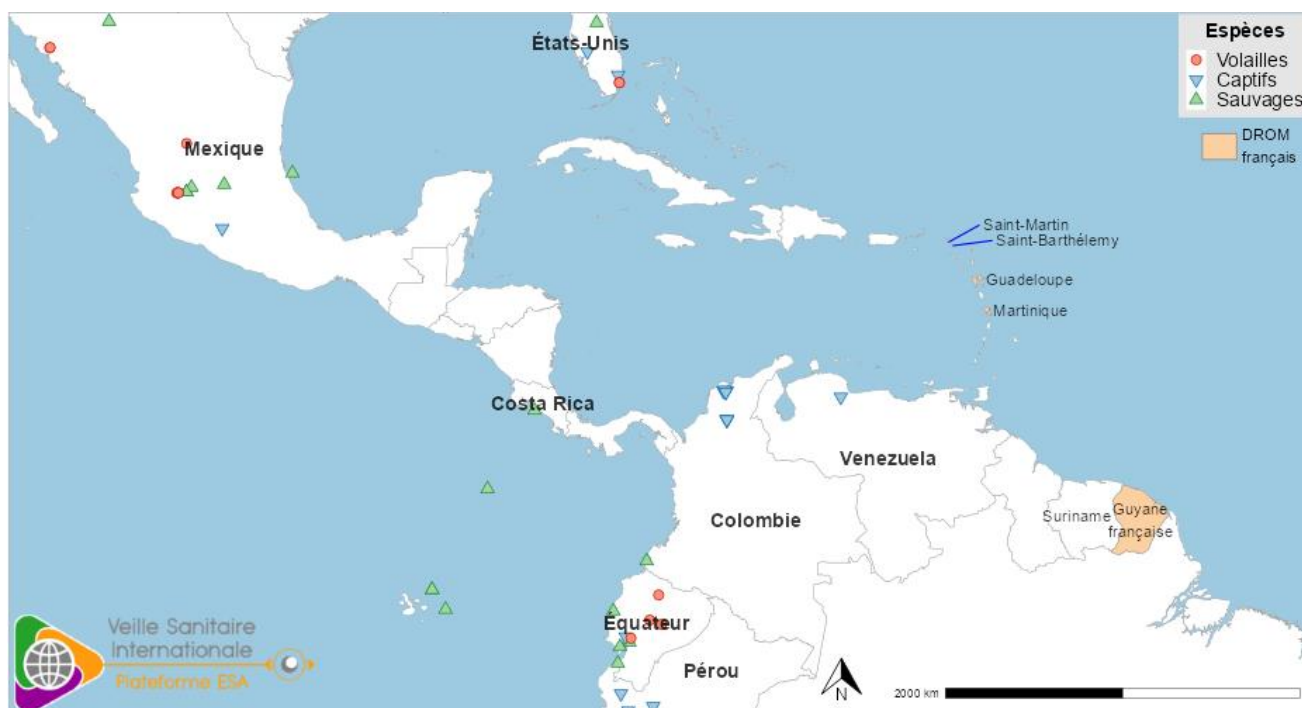 États-Unis
Espèces
Volailles
Captifs
Sauvages
DROM
français
Mexique
Saint-Martin
Saint-Barthélemy
Guadeloupe
Martinique
Costa Rica
Venezuela
Colombie
Suriname
Guyane
française
Équateur
Pérou
Veille Sanitaire
Internationale
Plateforme ESA
N
2000 km